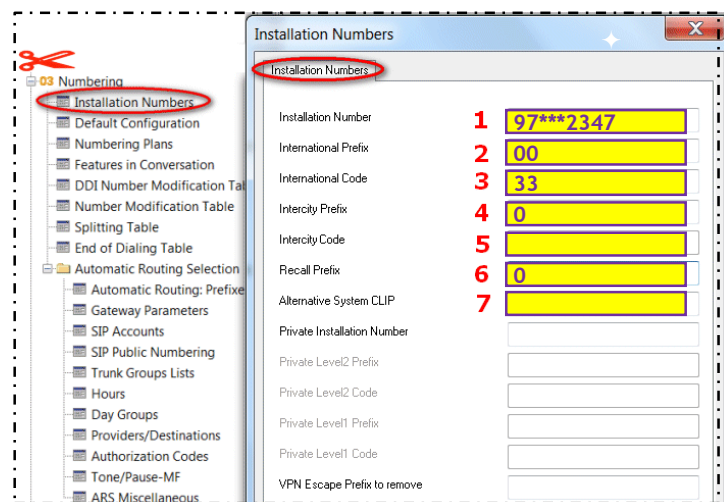 Installation Numbers
X
Installation Numbers
03 Numbering
Installation Numbers
Default Configuration
Numbering Plans
Features in Conversation
DDI Number Modification Tal
Number Modification Table
Splitting Table
End of Dialing Table
Automatic Routing Selection
Automatic Routing: Prefixe
Gateway Parameters
SIP Accounts
SIP Public Numbering
Trunk Groups Lists
Hours
Day Groups
Providers/Destinations
Authorization Codes
Tone/Pause-MF
ARS Miscellaneous
Installation Number 1 97***2347
International Prefix 2 00
International Code 3 33
Intercity Prefix 4 0
Intercity Code 5
Recall Prefix 6 0
Alternative System CLIP 7
Private Installation Number
Private Level2 Prefix
Private Level2 Code
Private Level1 Prefix
Private Level1 Code
VPN Escape Prefix to remove